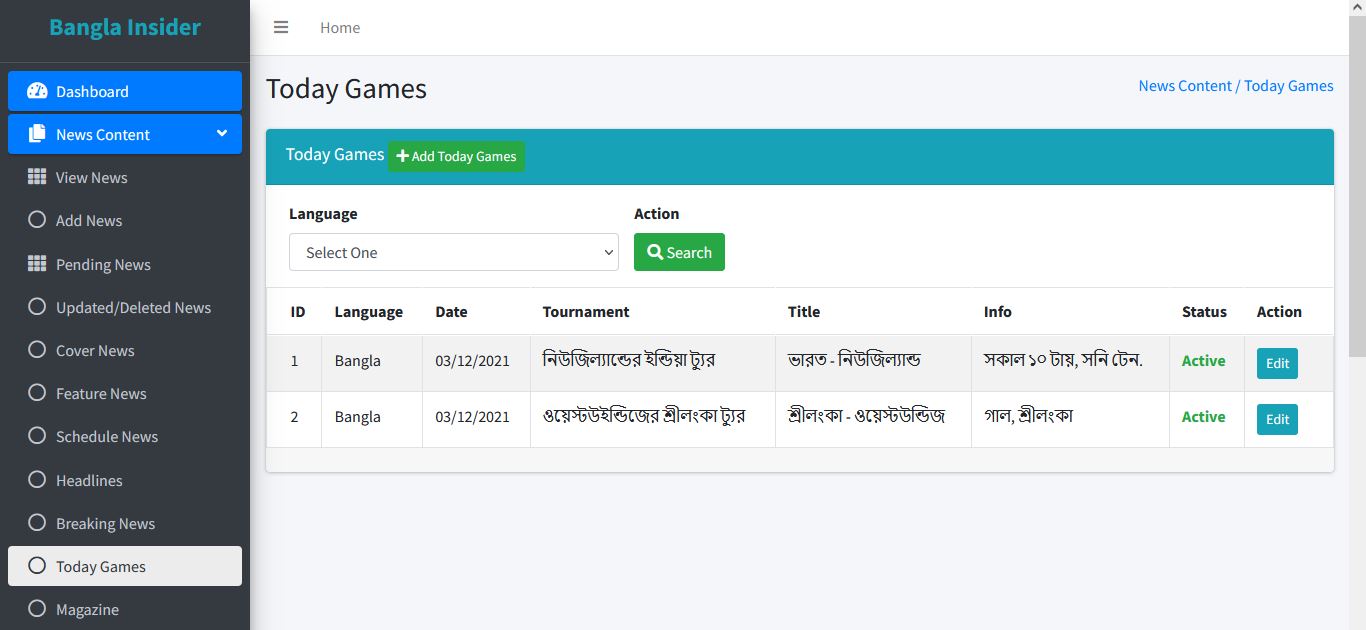 Bangla Insider
Dashboard
News Content
View News
Add News
Pending News
Updated/Deleted News
Cover News
Feature News
Schedule News
Headlines
Breaking News
Today Games
Magazine
Home
Today Games
News Content / Today Games
Today Games Add Today Games
Language Action
Select One Search
ID Language Date Tournament Title Info Status Action
1 Bangla 03/12/2021 নিউজিল্যান্ডের ইন্ডিয়া ট্যুর ভারত - নিউজিল্যান্ড সকাল ১০ টায়, সনি টেন. Active Edit
2 Bangla 03/12/2021 ওয়েস্টউইন্ডিজের শ্রীলংকা ট্যুর শ্রীলংকা - ওয়েস্টউন্ডিজ গাল, শ্রীলংকা Active Edit